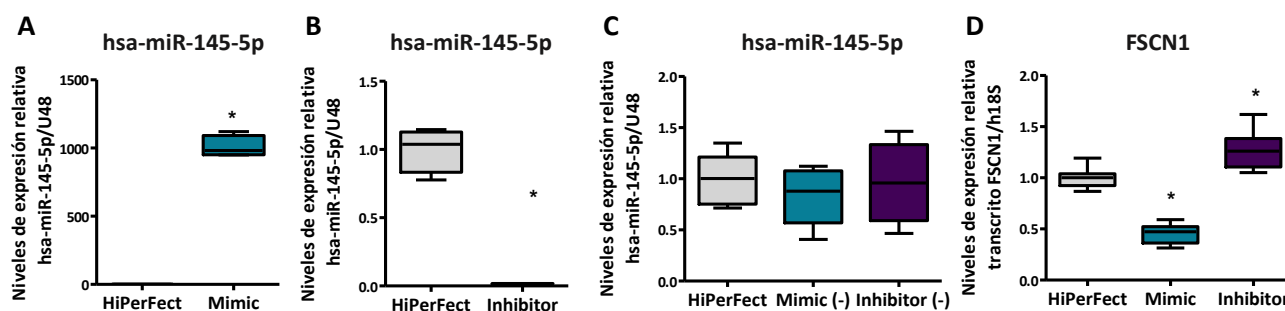 A
hsa-miR-145-5p
Niveles de expresión relativa
hsa-miR-145-5p/U48
1500
1000
500
0
*
HiPerFect Mimic
B
hsa-miR-145-5p
Niveles de expresión relativa
hsa-miR-145-5p/U48
1.5
1.0
0.5
0.0
*
HiPerFect Inhibitor
C
hsa-miR-145-5p
Niveles de expresión relativa
hsa-miR-145-5p/U48
2.0
1.5
1.0
0.5
0.0
HiPerFect Mimic (-) Inhibitor (-)
D
FSCN1
Niveles de expresión relativa
transcrito FSCN1/h18S
2.0
1.5
1.0
0.5
0.0
*
*
HiPerFect Mimic Inhibitor